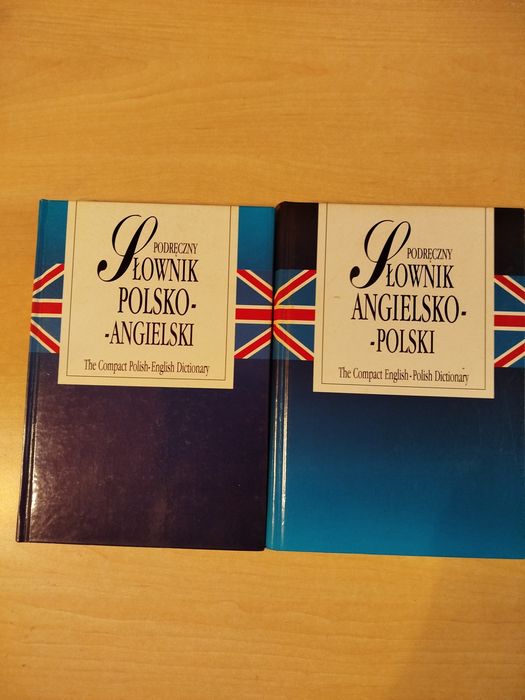 PODRĘCZNY
SŁOWNIK
POLSKO-
-ANGIELSKI
The Compact Polish-English Dictionary
PODRĘCZNY
SŁOWNIK
ANGIELSKO-
-POLSKI
The Compact English-Polish Dictionary